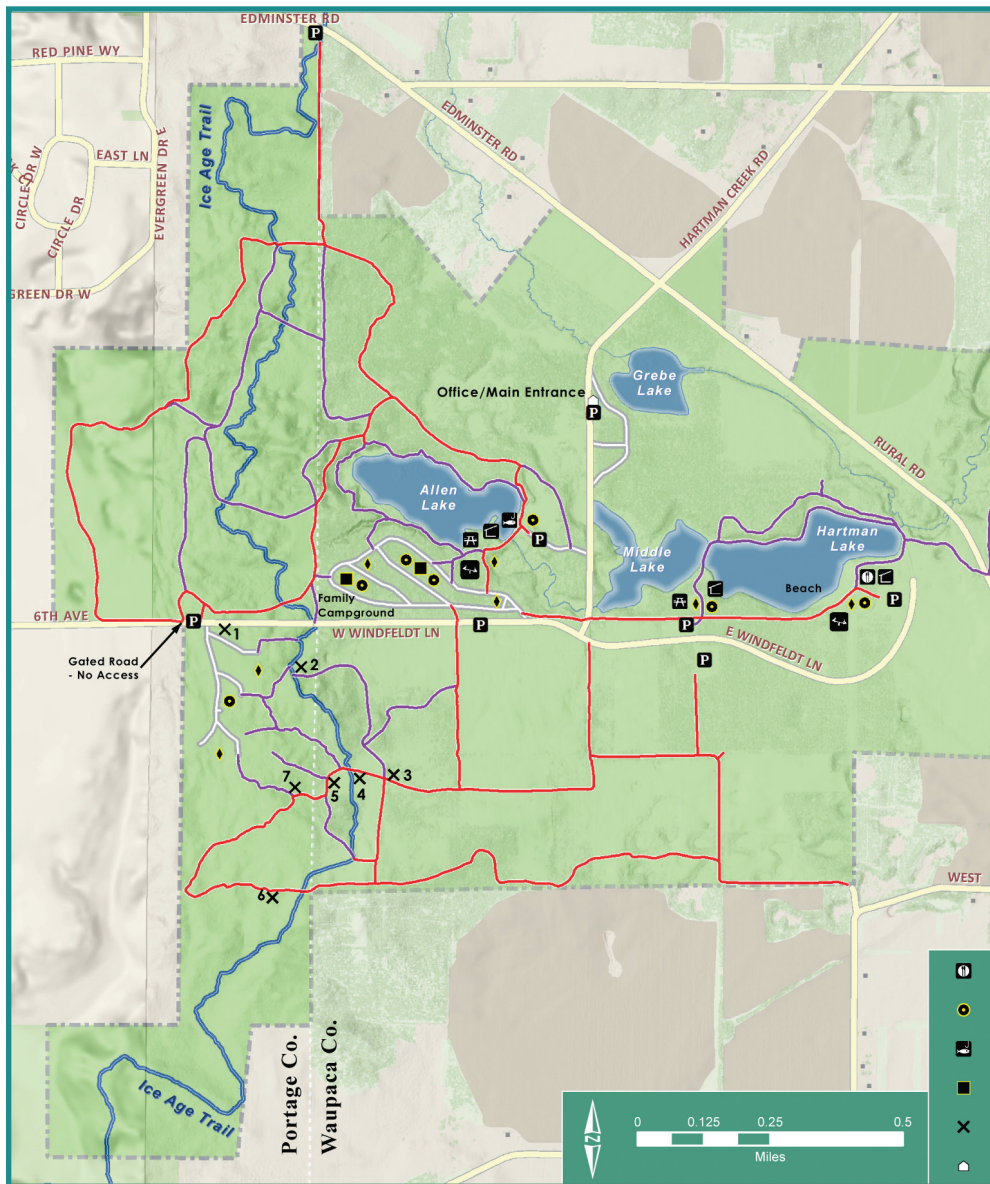 EDMINSTER RD
P
RED PINE WY
Ice Age Trail
EDMINSTER RD
EAST LN
CIRCLE DR W
CIRCLE DR
EVERGREEN DR E
HARTMAN CREEK RD
GREEN DR W
Grebe
Lake
Office/Main Entrance
P
RURAL RD
Allen
Lake
Hartman
Lake
P
Middle
Lake
Beach
P
Family
Campground
6TH AVE
P
1
W WINDFELDT LN
P
P
E WINDFELDT LN
Gated Road
- No Access
2
P
7
5
4
3
6
WEST
Portage Co.
Waupaca Co.
Ice Age Trail
N
0
0.125
0.25
0.5
Miles